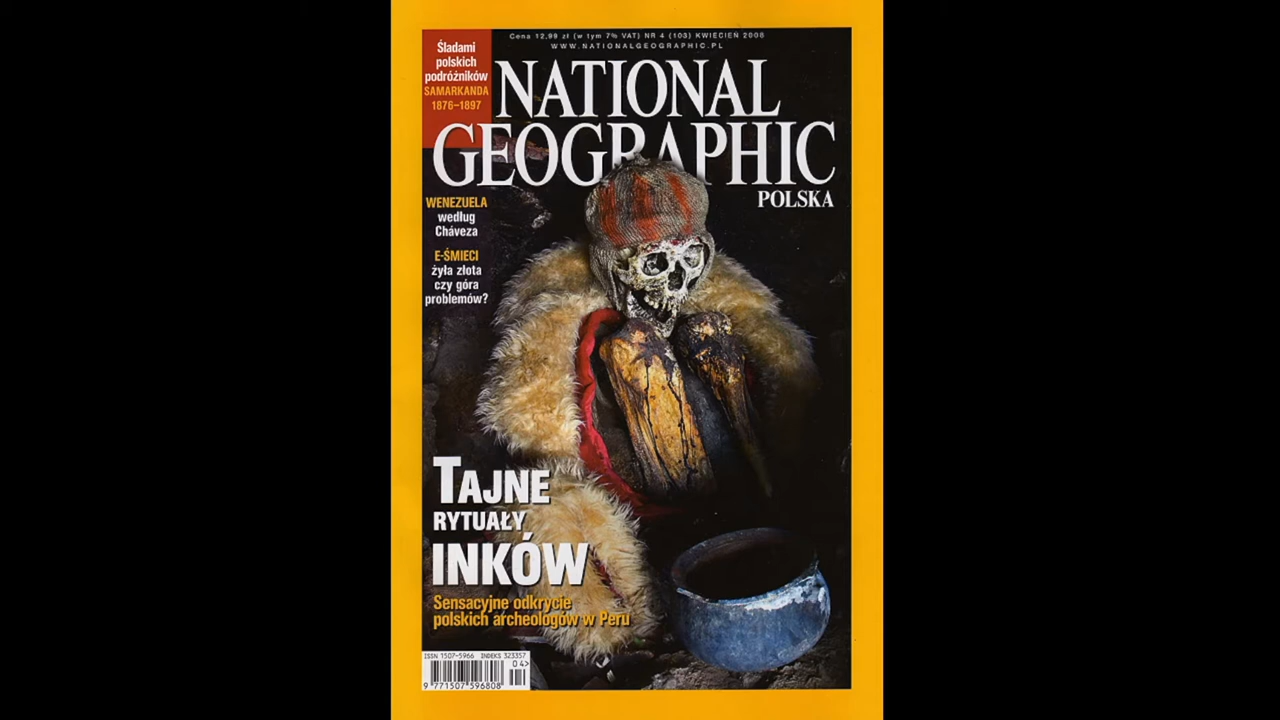 Cena 12,99 zł (w tym 7% VAT) NR 4 (103) KWIECIEŃ 2008
WWW.NATIONALGEOGRAPHIC.PL
NATIONAL
GEOGRAPHIC
POLSKA
Śladami
polskich
podróżników
SAMARKANDA
1876–1897
WENEZUELA
według
Cháveza
E-ŚMIECI
żyła złota
czy góra
problemów?
TAJNE
RYTUAŁY
INKÓW
Sensacyjne odkrycie
polskich archeologów w Peru
ISSN 1507-5966 INDEKS 323357
04>
9 771507 596808